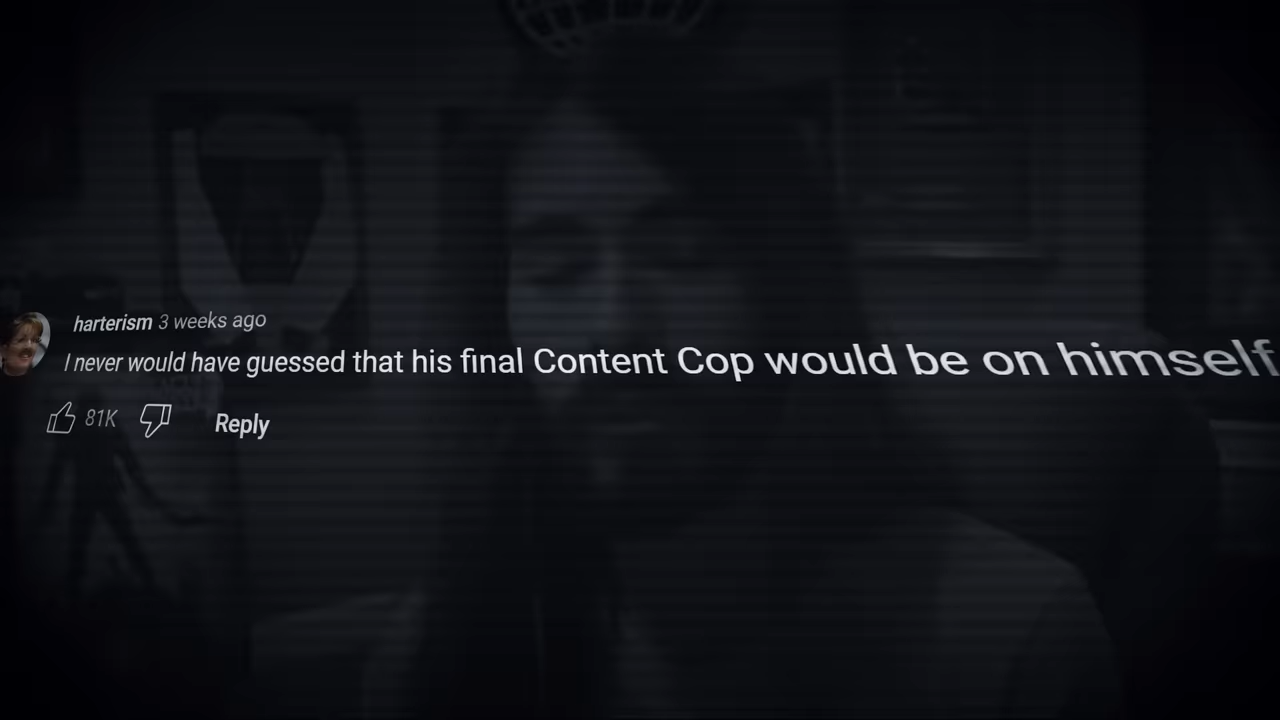 harterism 3 weeks ago
I never would have guessed that his final Content Cop would be on himself
81K Reply